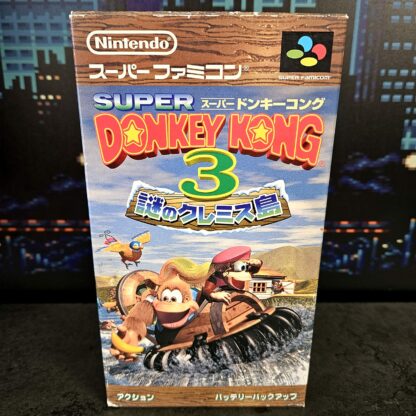 Nintendo
スーパーファミコン
SUPER FAMICOM
SUPER スーパードンキーコング
DONKEY KONG
3
謎のクレミス島
アクション
バッテリーバックアップ